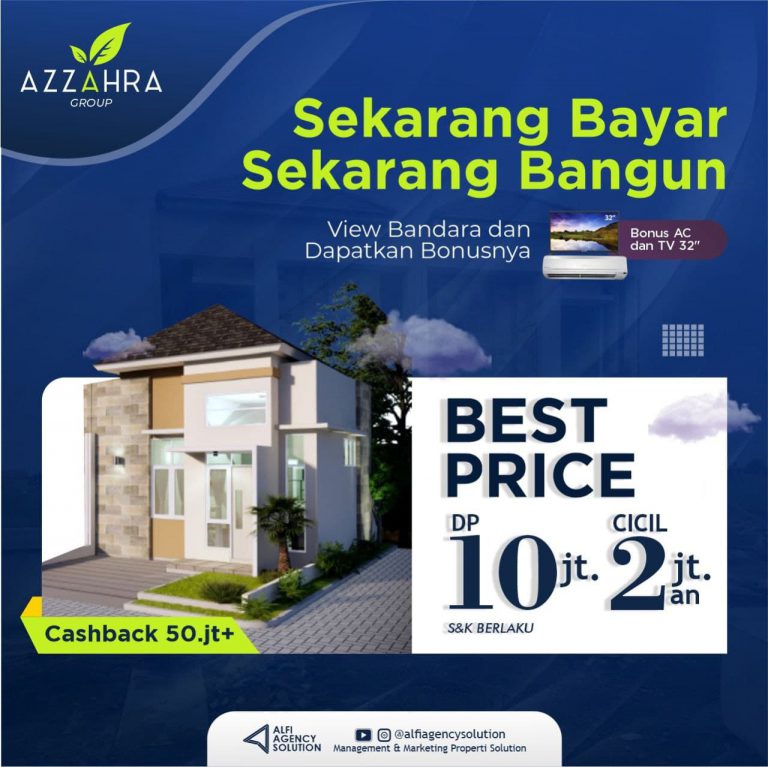 AZZAHRA
GROUP
Sekarang Bayar
Sekarang Bangun
View Bandara dan
Dapatkan Bonusnya
32"
Bonus AC
dan TV 32"
BEST
PRICE
DP
10 jt.
CICIL
2 jt.
an
S&K BERLAKU
Cashback 50.jt+
ALFI
AGENCY
SOLUTION
@alfiagencysolution
Management & Marketing Properti Solution